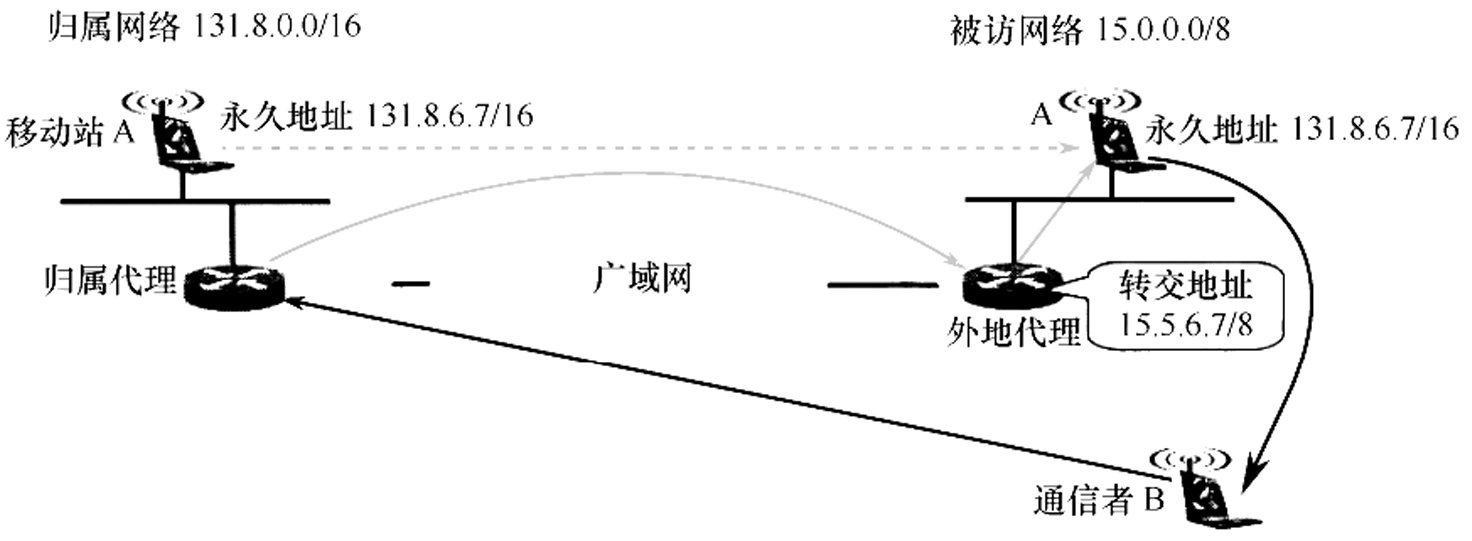 归属网络 131.8.0.0/16
被访网络 15.0.0.0/8
移动站 A
永久地址 131.8.6.7/16
A
永久地址 131.8.6.7/16
归属代理
广域网
转交地址
15.5.6.7/8
外地代理
通信者 B